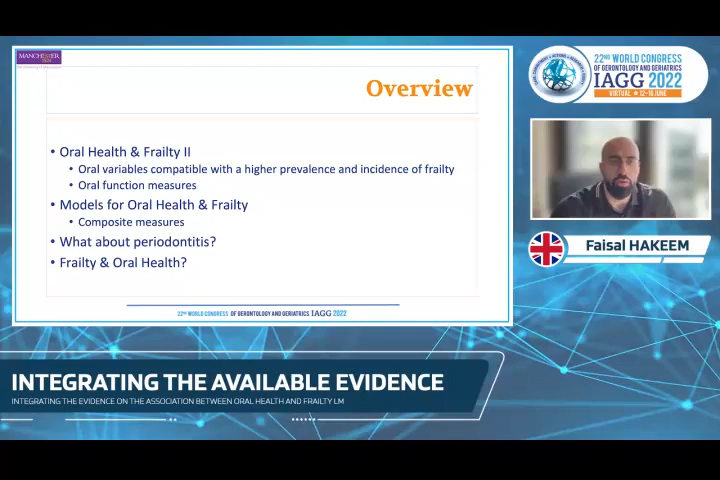 MANCHESTER
1824
Overview
• Oral Health & Frailty II
• Oral variables compatible with a higher prevalence and incidence of frailty
• Oral function measures
• Models for Oral Health & Frailty
• Composite measures
• What about periodontitis?
• Frailty & Oral Health?
22ND WORLD CONGRESS OF GERONTOLOGY AND GERIATRICS IAGG 2022
22ND WORLD CONGRESS
OF GERONTOLOGY AND GERIATRICS
IAGG 2022
VIRTUAL ★ 12-16 JUNE
Faisal HAKEEM
INTEGRATING THE AVAILABLE EVIDENCE
INTEGRATING THE EVIDENCE ON THE ASSOCIATION BETWEEN ORAL HEALTH AND FRAILTY LM